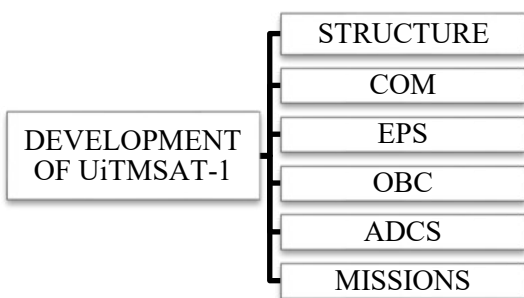 STRUCTURE
COM
DEVELOPMENT
OF UiTMSAT-1
EPS
OBC
ADCS
MISSIONS